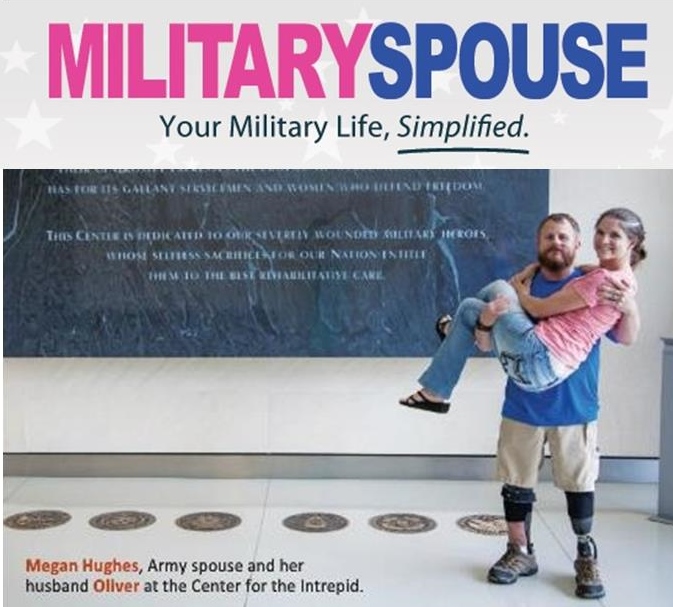 MILITARYSPOUSE
Your Military Life, Simplified.
HAS FOR ITS GALLANT SERVICEMEN AND WOMEN WHO DEFEND FREEDOM.
THIS CENTER IS DEDICATED TO OUR SEVERELY WOUNDED MILITARY HEROES,
WHOSE SELFLESS SACRIFICES FOR OUR NATION ENTITLE
THEM TO THE BEST REHABILITATIVE CARE.
Megan Hughes, Army spouse and her
husband Oliver at the Center for the Intrepid.